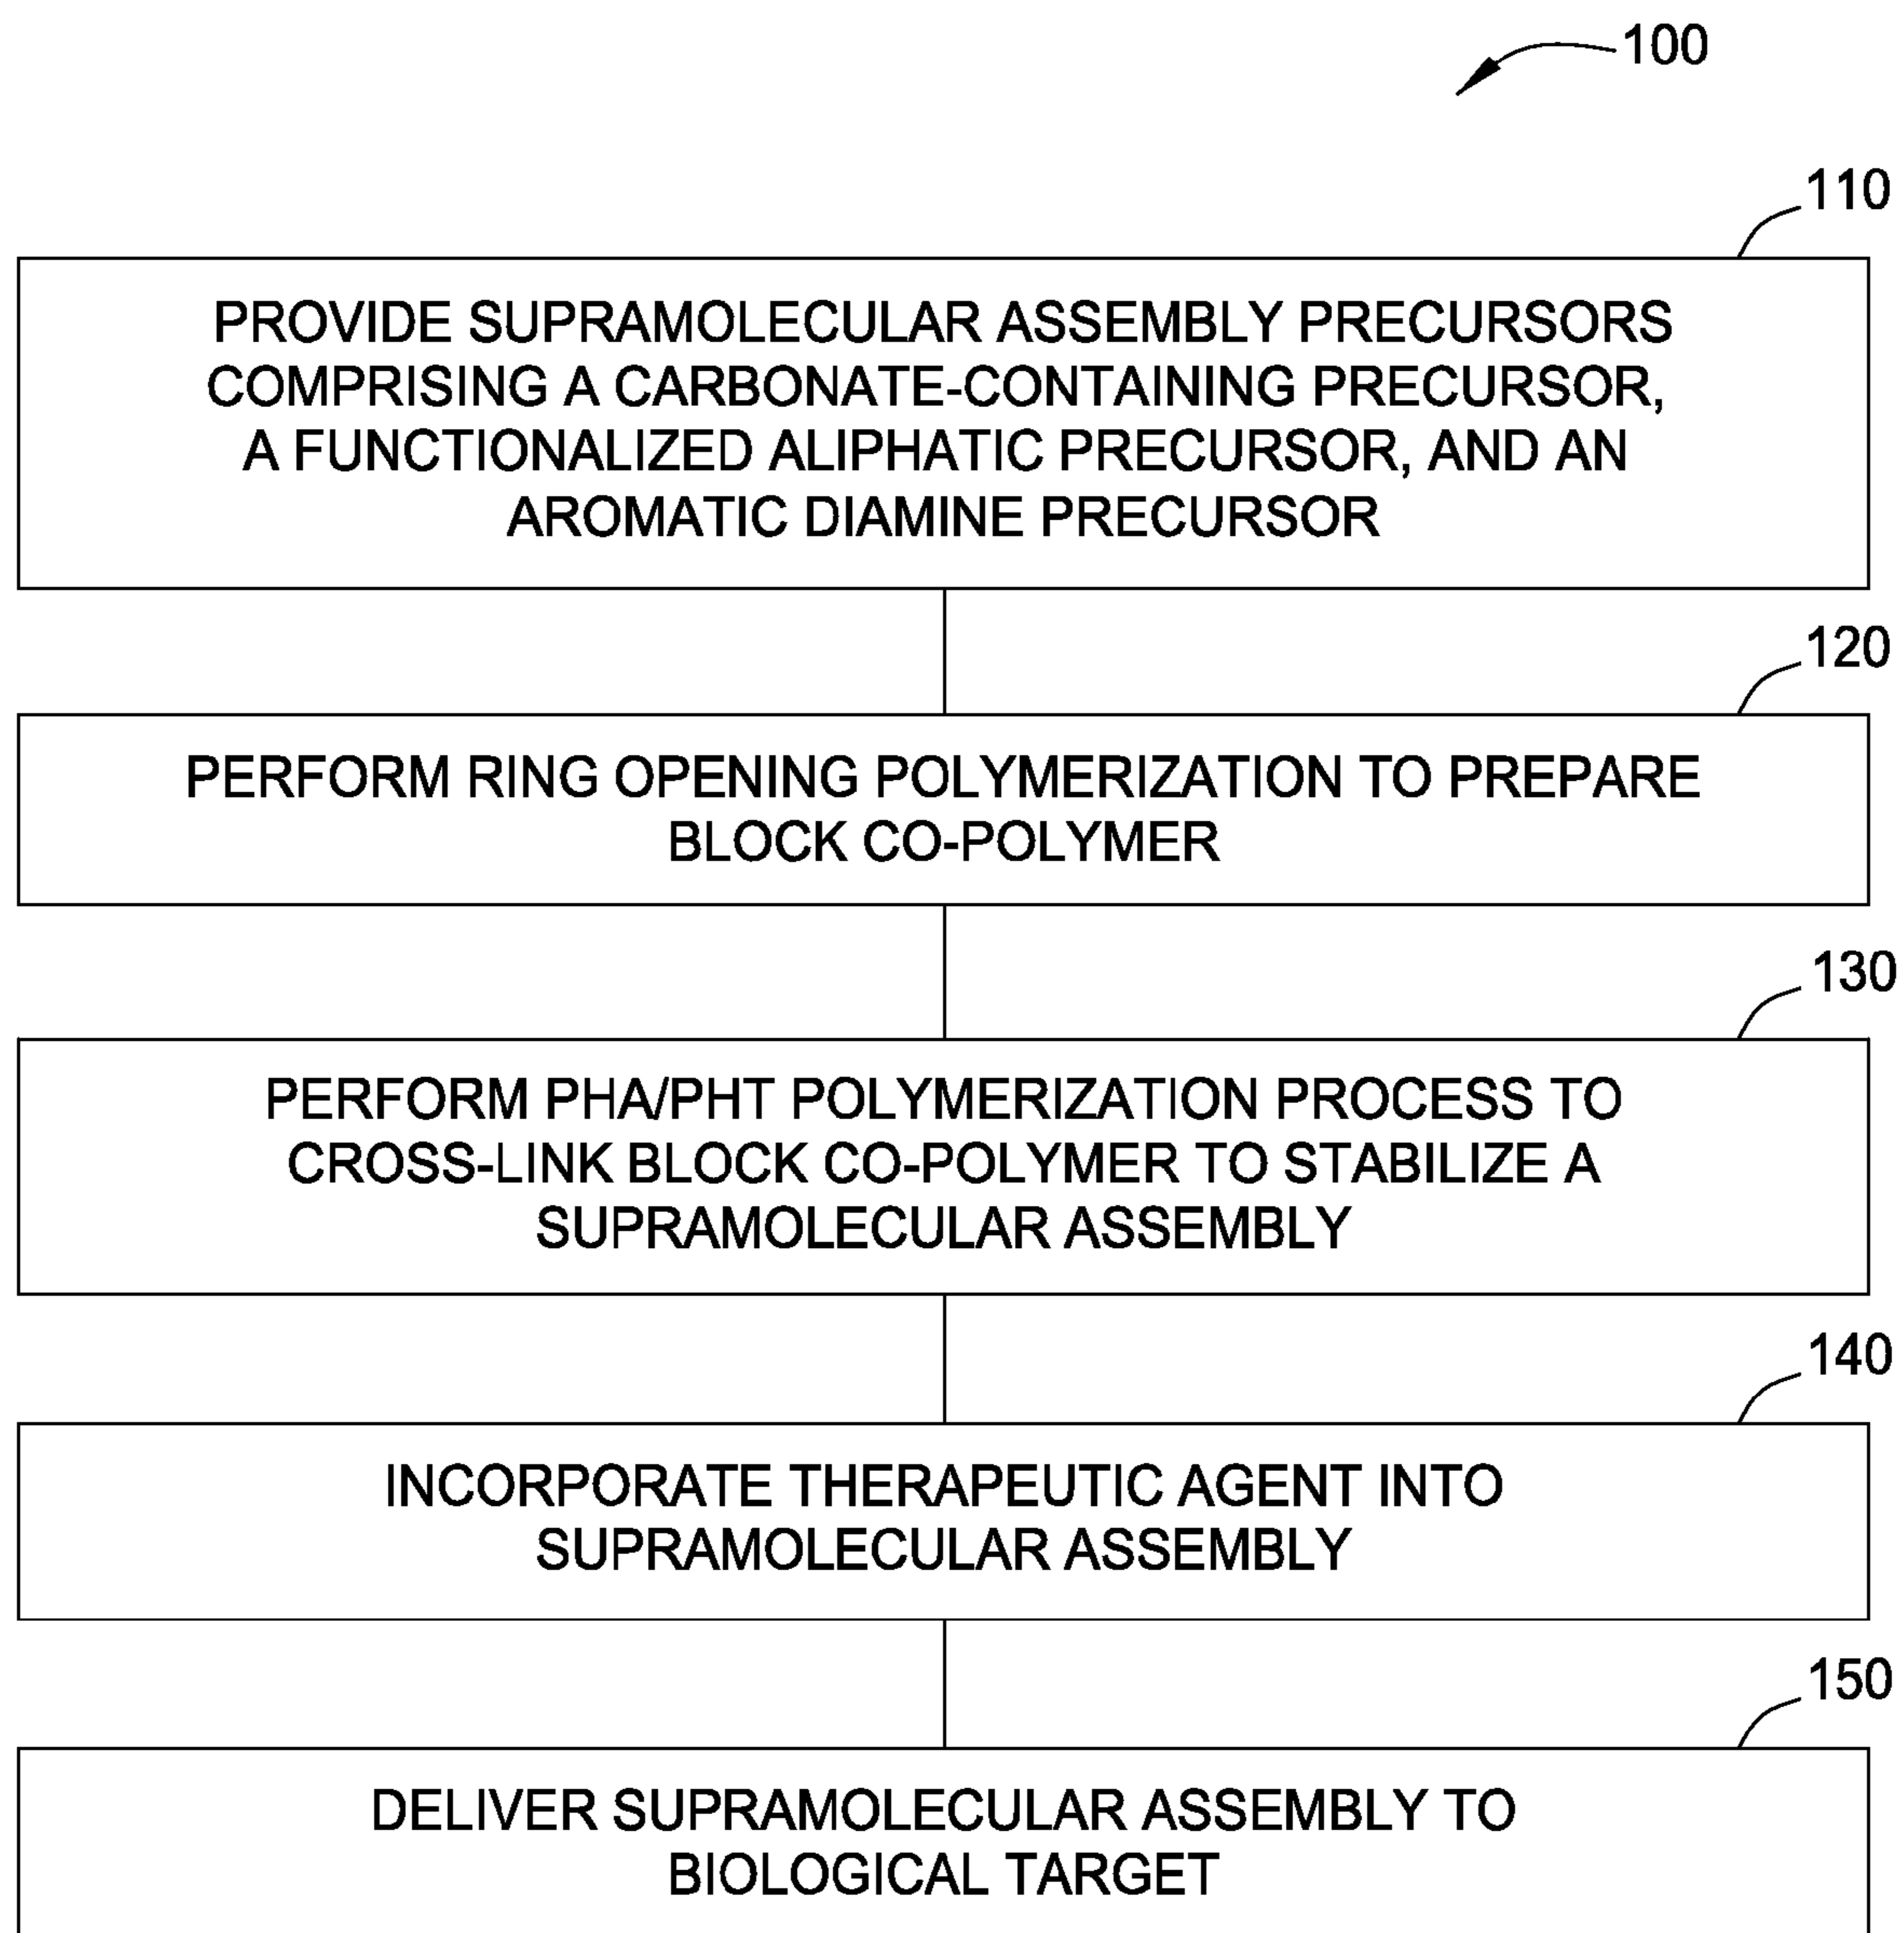 100
110
PROVIDE SUPRAMOLECULAR ASSEMBLY PRECURSORS
COMPRISING A CARBONATE-CONTAINING PRECURSOR,
A FUNCTIONALIZED ALIPHATIC PRECURSOR, AND AN
AROMATIC DIAMINE PRECURSOR
120
PERFORM RING OPENING POLYMERIZATION TO PREPARE
BLOCK CO-POLYMER
130
PERFORM PHA/PHT POLYMERIZATION PROCESS TO
CROSS-LINK BLOCK CO-POLYMER TO STABILIZE A
SUPRAMOLECULAR ASSEMBLY
140
INCORPORATE THERAPEUTIC AGENT INTO
SUPRAMOLECULAR ASSEMBLY
150
DELIVER SUPRAMOLECULAR ASSEMBLY TO
BIOLOGICAL TARGET